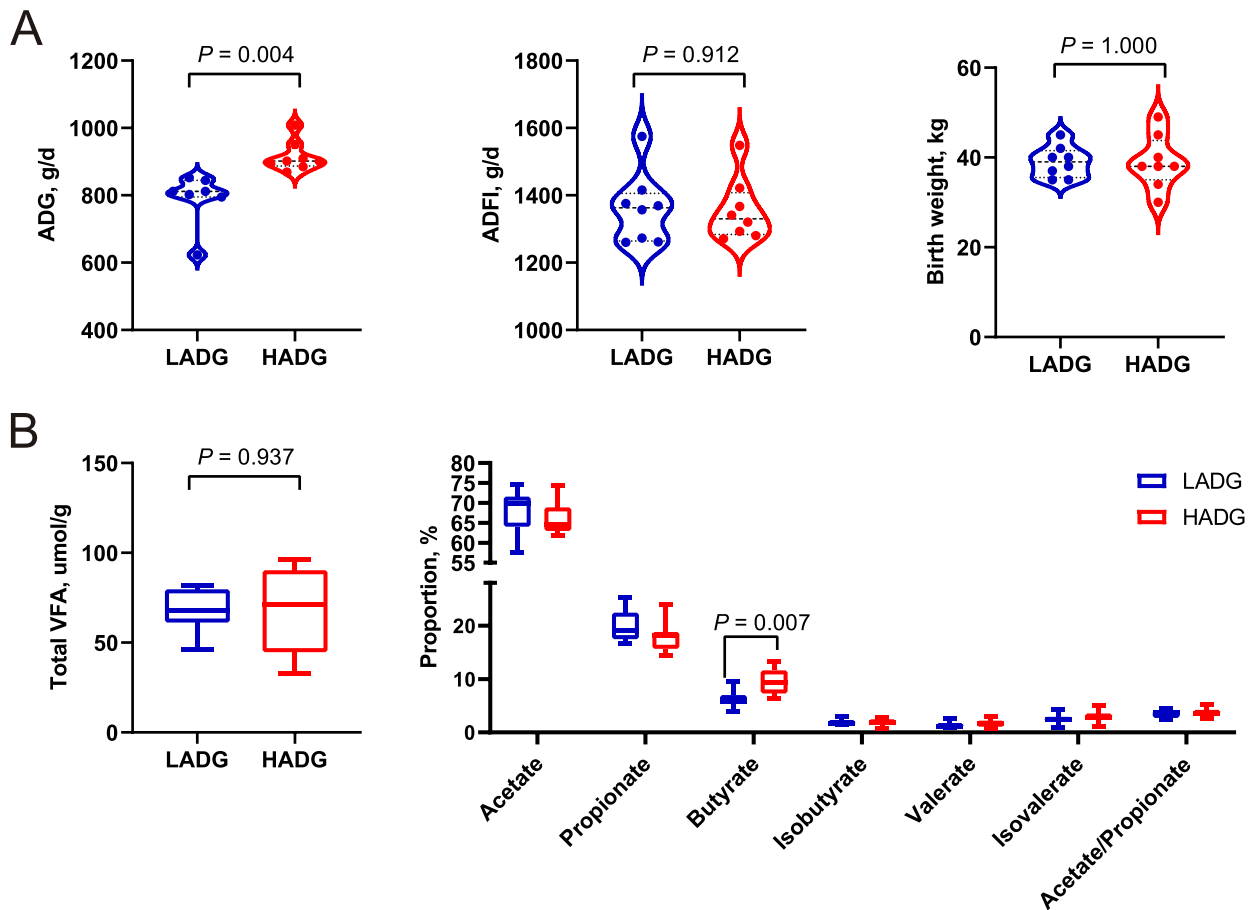 A
P = 0.004
ADG, g/d
1200
1000
800
600
400
LADG
HADG
P = 0.912
ADFI, g/d
1800
1600
1400
1200
1000
LADG
HADG
P = 1.000
Birth weight, kg
60
40
20
0
LADG
HADG
B
P = 0.937
Total VFA, umol/g
150
100
50
0
LADG
HADG
Proportion, %
80
75
70
65
60
55
20
10
0
P = 0.007
LADG
HADG
Acetate
Propionate
Butyrate
Isobutyrate
Valerate
Isovalerate
Acetate/Propionate